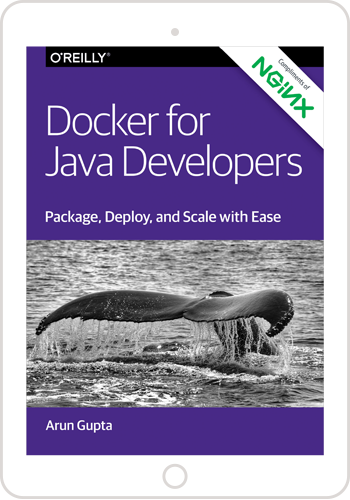 O'REILLY®
Compliments of
NGINX
Docker for
Java Developers
Package, Deploy, and Scale with Ease
Arun Gupta